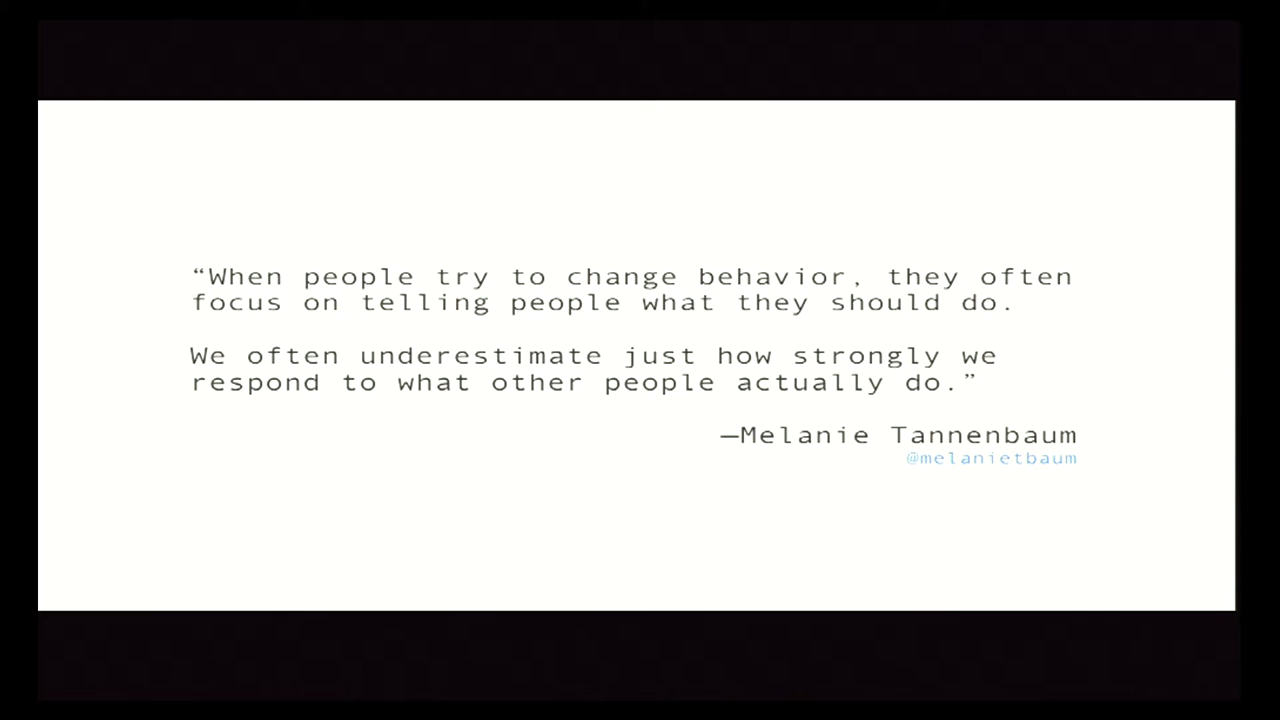 “When people try to change behavior, they often
focus on telling people what they should do.
We often underestimate just how strongly we
respond to what other people actually do.”
—Melanie Tannenbaum
@melanietbaum